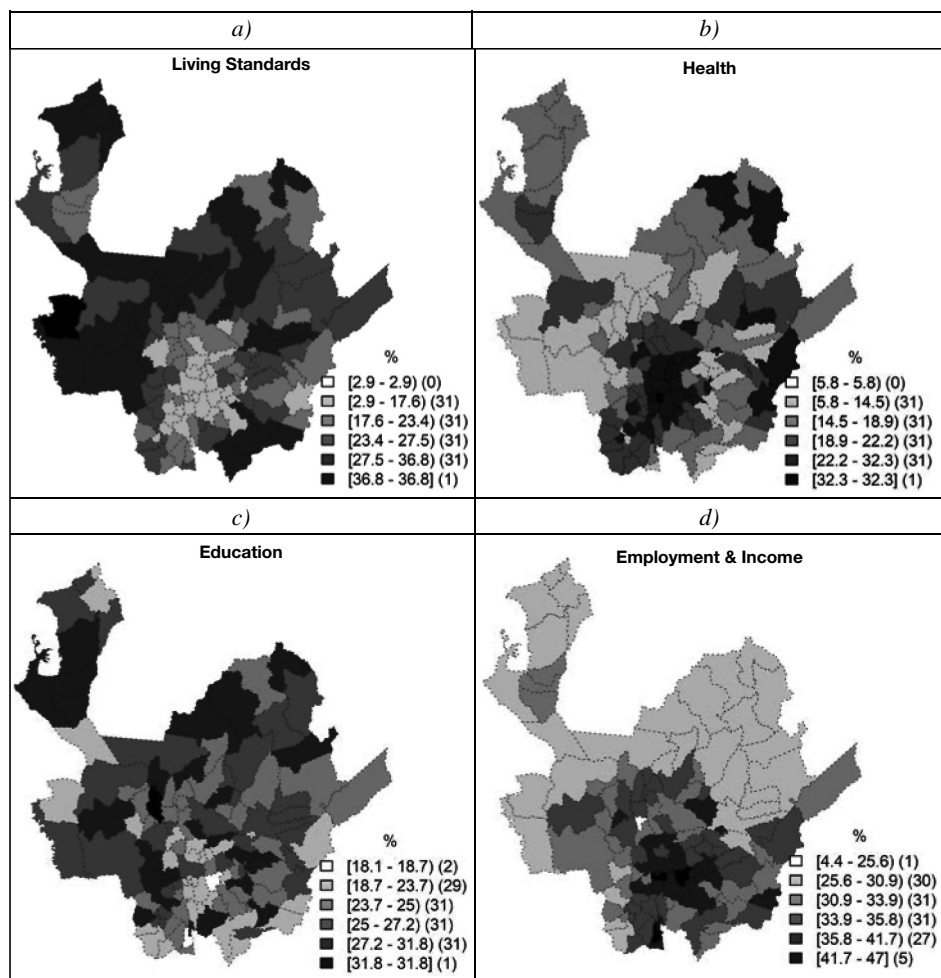 a)
b)
Living Standards
Health
%
[2.9 - 2.9) (0)
[2.9 - 17.6) (31)
[17.6 - 23.4) (31)
[23.4 - 27.5) (31)
[27.5 - 36.8) (31)
[36.8 - 36.8] (1)
%
[5.8 - 5.8) (0)
[5.8 - 14.5) (31)
[14.5 - 18.9) (31)
[18.9 - 22.2) (31)
[22.2 - 32.3) (31)
[32.3 - 32.3] (1)
c)
d)
Education
Employment & Income
%
[18.1 - 18.7) (2)
[18.7 - 23.7) (29)
[23.7 - 25) (31)
[25 - 27.2) (31)
[27.2 - 31.8) (31)
[31.8 - 31.8] (1)
%
[4.4 - 25.6) (1)
[25.6 - 30.9) (30)
[30.9 - 33.9) (31)
[33.9 - 35.8) (31)
[35.8 - 41.7) (27)
[41.7 - 47] (5)